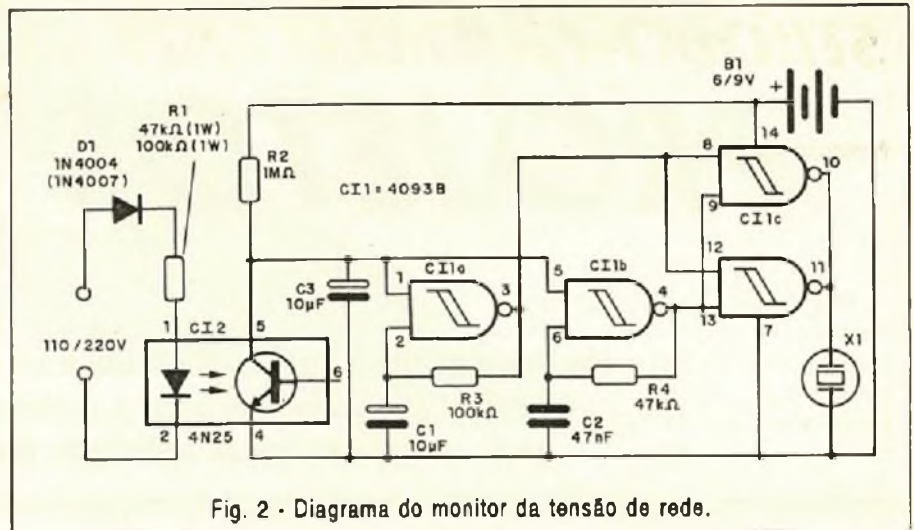 B1
6/9V
+
R1
47kΩ(1W)
100kΩ(1W)
D1
1N4004
(1N4007)
R2
1MΩ
CI1=4093B
14
8
10
9
CI1c
12
11
13
7
X1
CI1a
1
3
2
CI1b
5
4
6
C3
10µF
110/220V
1
CI2
5
6
2
4N25
4
R3
100kΩ
C1
10µF
R4
47kΩ
C2
47nF
Fig. 2 - Diagrama do monitor da tensão de rede.